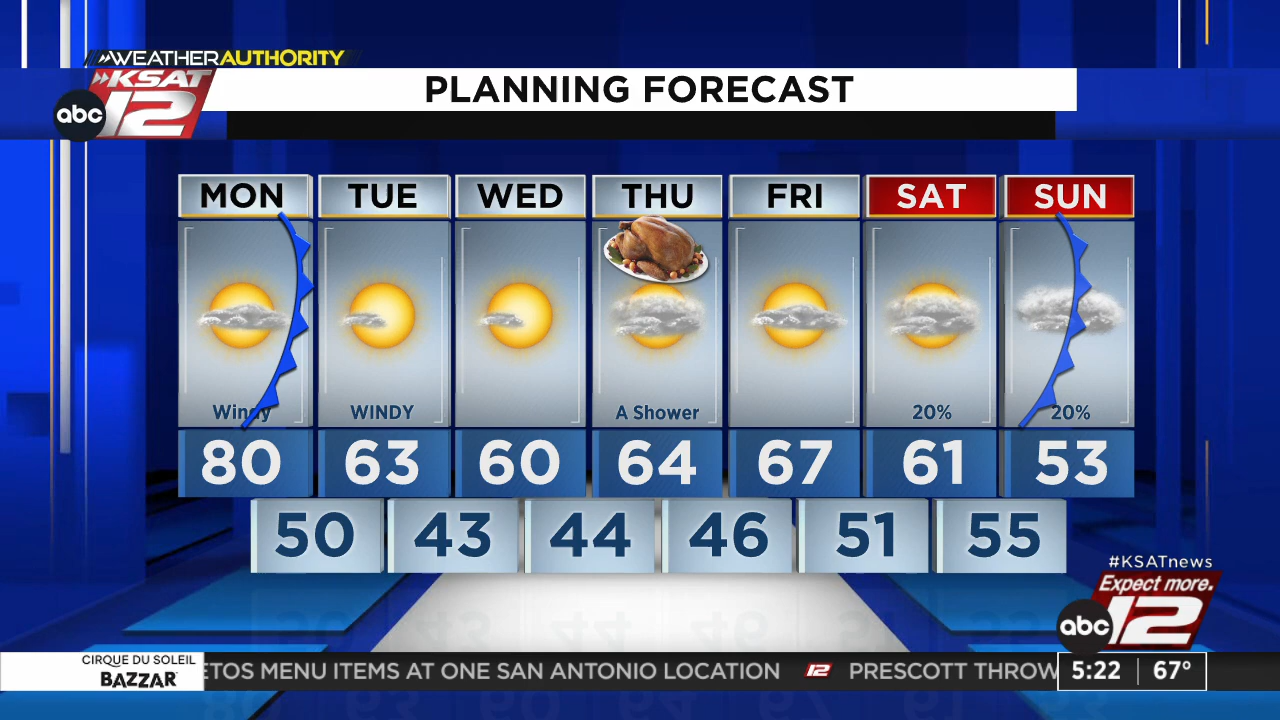 WEATHERAUTHORITY
KSAT
abc 12
PLANNING FORECAST
MON TUE WED THU FRI SAT SUN
Windy WINDY A Shower 20% 20%
80 63 60 64 67 61 53
50 43 44 46 51 55
#KSATnews
Expect more.
abc 12
CIRQUE DU SOLEIL
BAZZAR
ETOS MENU ITEMS AT ONE SAN ANTONIO LOCATION 12 PRESCOTT THROW
5:22 67°